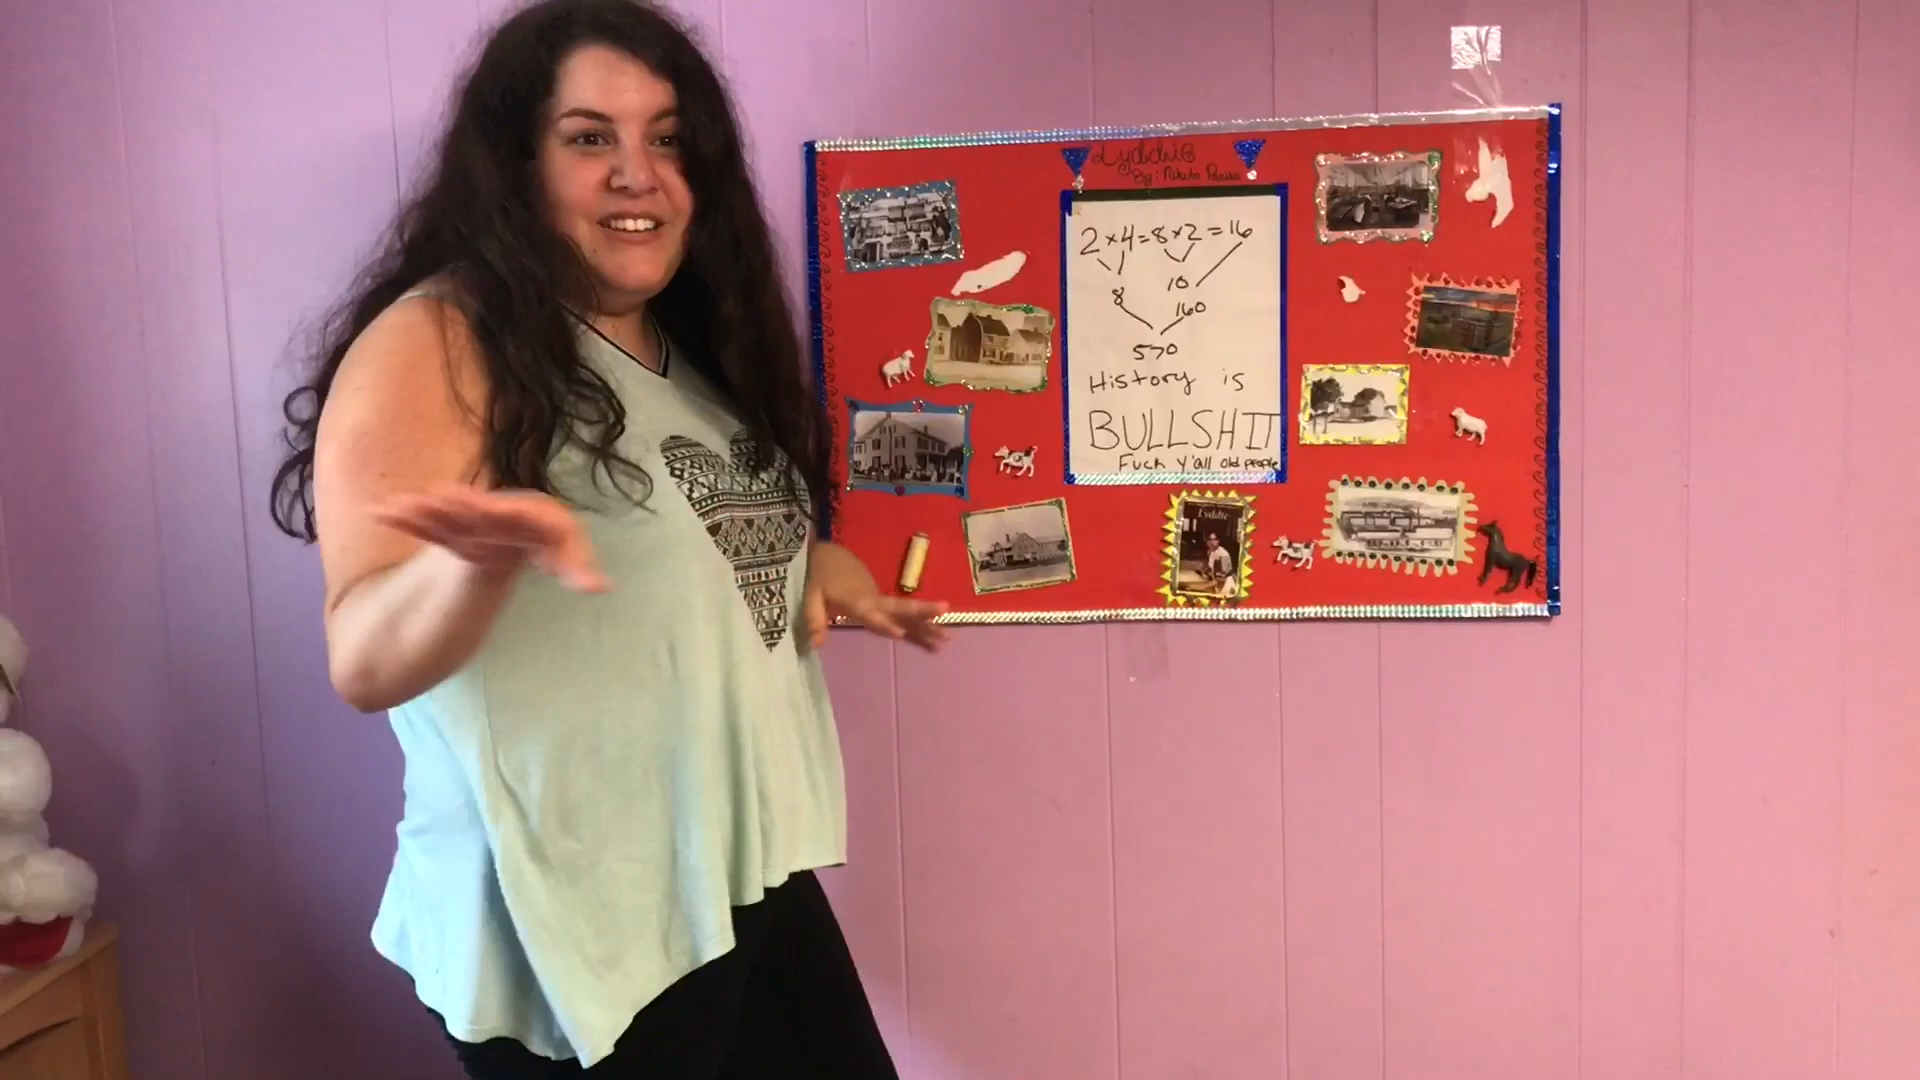 Lyddie
By: Nikita
2 x 4 = 8 x 2 = 16
8
10
160
570
History is
BULLSHIT
Fuck y'all old people
Lyddie